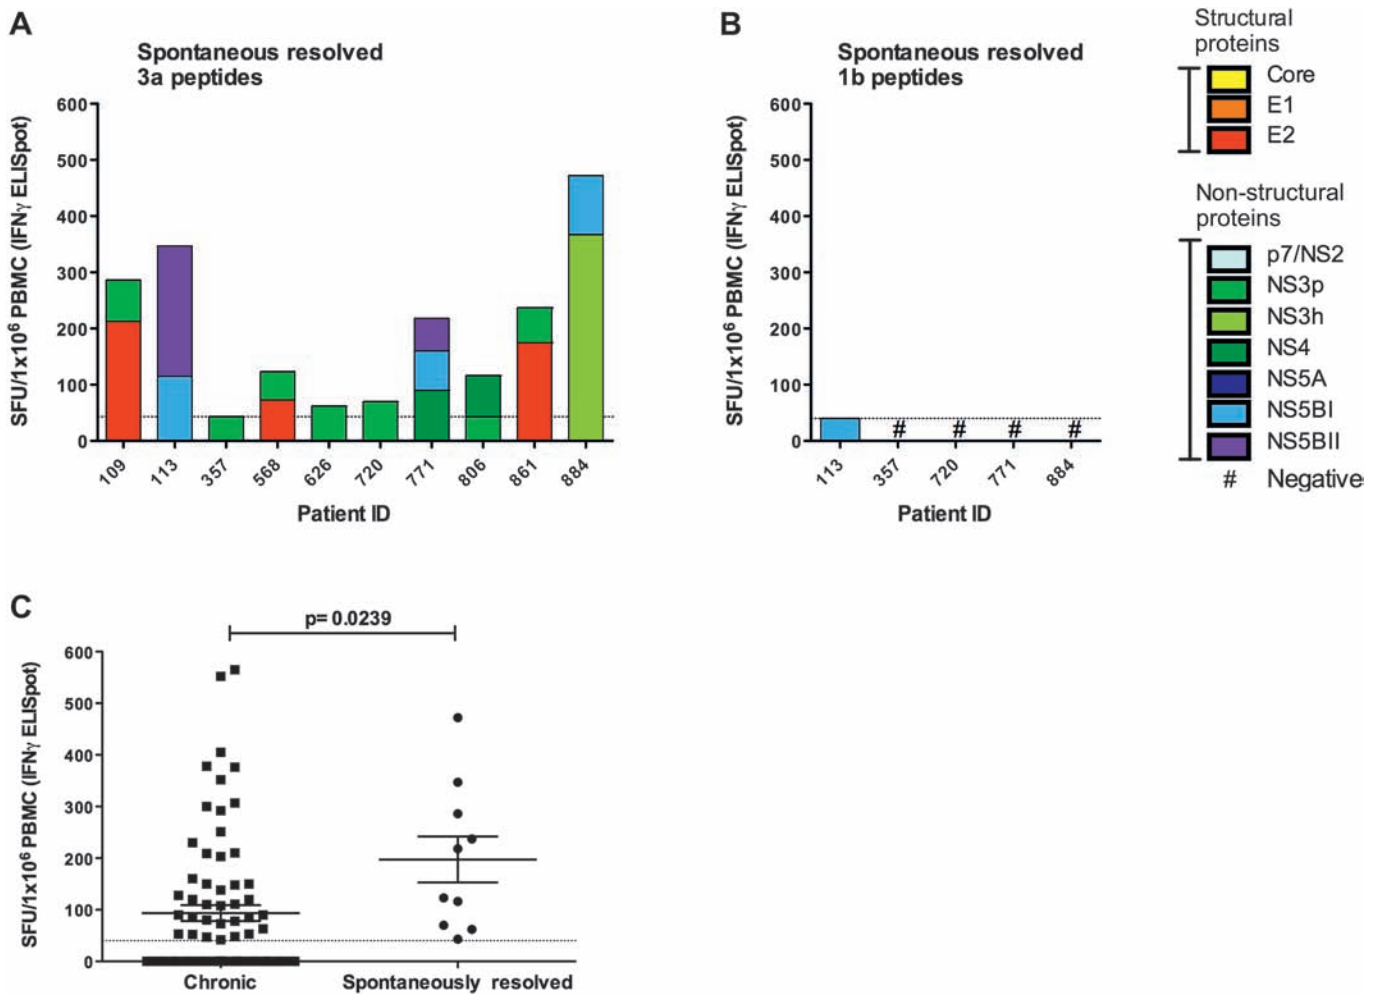 A
Spontaneous resolved
3a peptides
SFU/1x10⁶ PBMC (IFNγ ELISpot)
600
500
400
300
200
100
0
109 113 357 568 626 720 771 806 861 884
Patient ID
B
Spontaneous resolved
1b peptides
SFU/1x10⁶ PBMC (IFNγ ELISpot)
600
500
400
300
200
100
0
# # # #
113 357 720 771 884
Patient ID
Structural
proteins
Core
E1
E2
Non-structural
proteins
p7/NS2
NS3p
NS3h
NS4
NS5A
NS5BI
NS5BII
# Negative
C
p= 0.0239
SFU/1x10⁶ PBMC (IFNγ ELISpot)
600
500
400
300
200
100
0
Chronic Spontaneously resolved